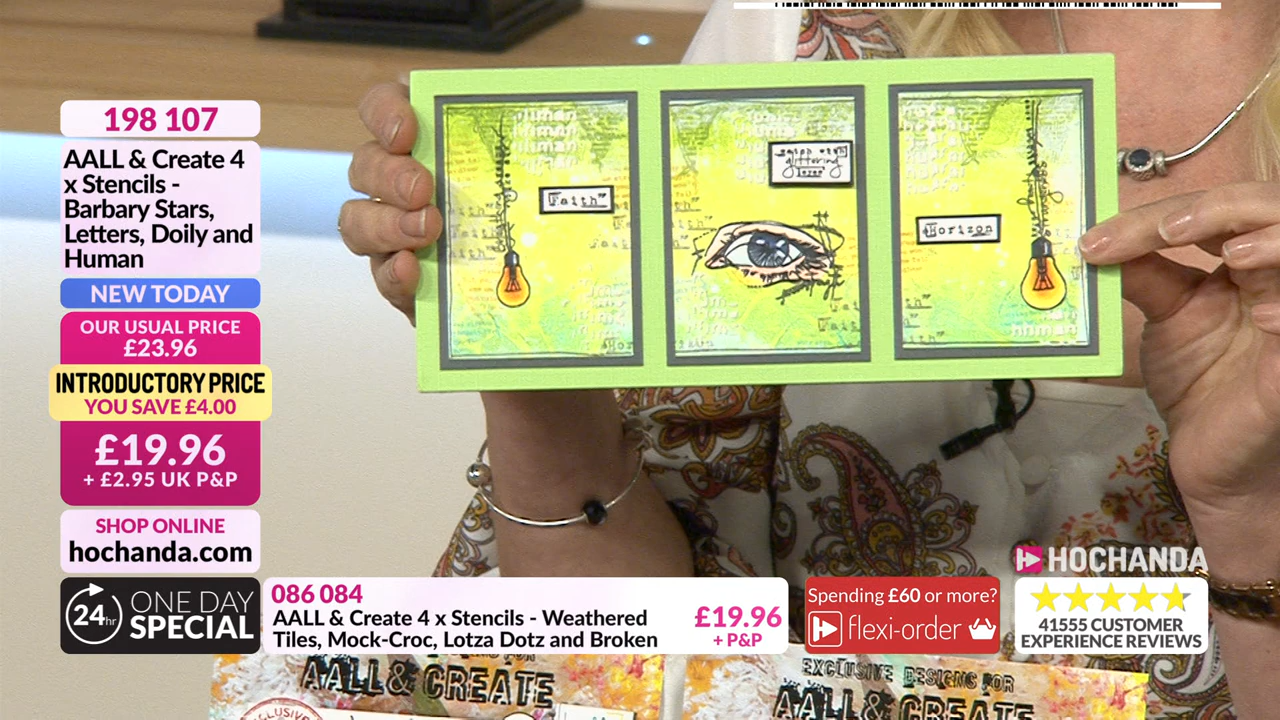 198 107
AALL & Create 4
x Stencils -
Barbary Stars,
Letters, Doily and
Human
NEW TODAY
OUR USUAL PRICE
£23.96
INTRODUCTORY PRICE
YOU SAVE £4.00
£19.96
+ £2.95 UK P&P
SHOP ONLINE
hochanda.com
24hr
ONE DAY
SPECIAL
086 084
AALL & Create 4 x Stencils - Weathered
Tiles, Mock-Croc, Lotza Dotz and Broken
£19.96
+ P&P
Spending £60 or more?
flexi-order
HOCHANDA
41555 CUSTOMER
EXPERIENCE REVIEWS
human
Faith"
glittering
Horizon
human
AALL & CREATE
EXCLUSIVE DESIGNS FOR
AALL & CREATE